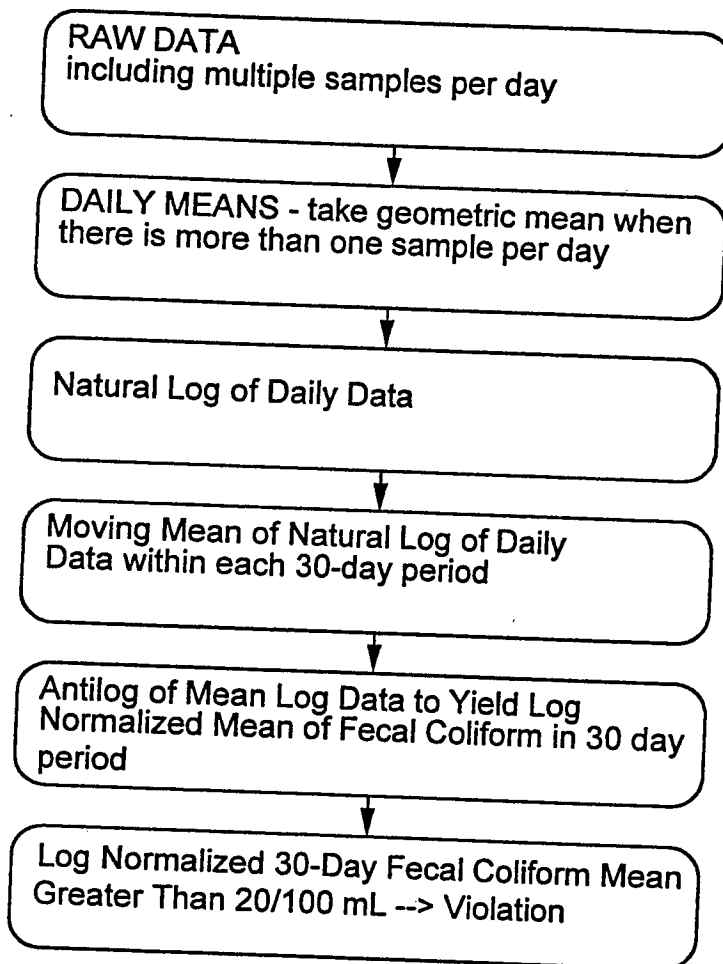 RAW DATA
including multiple samples per day
DAILY MEANS - take geometric mean when
there is more than one sample per day
Natural Log of Daily Data
Moving Mean of Natural Log of Daily
Data within each 30-day period
Antilog of Mean Log Data to Yield Log
Normalized Mean of Fecal Coliform in 30 day
period
Log Normalized 30-Day Fecal Coliform Mean
Greater Than 20/100 mL --> Violation